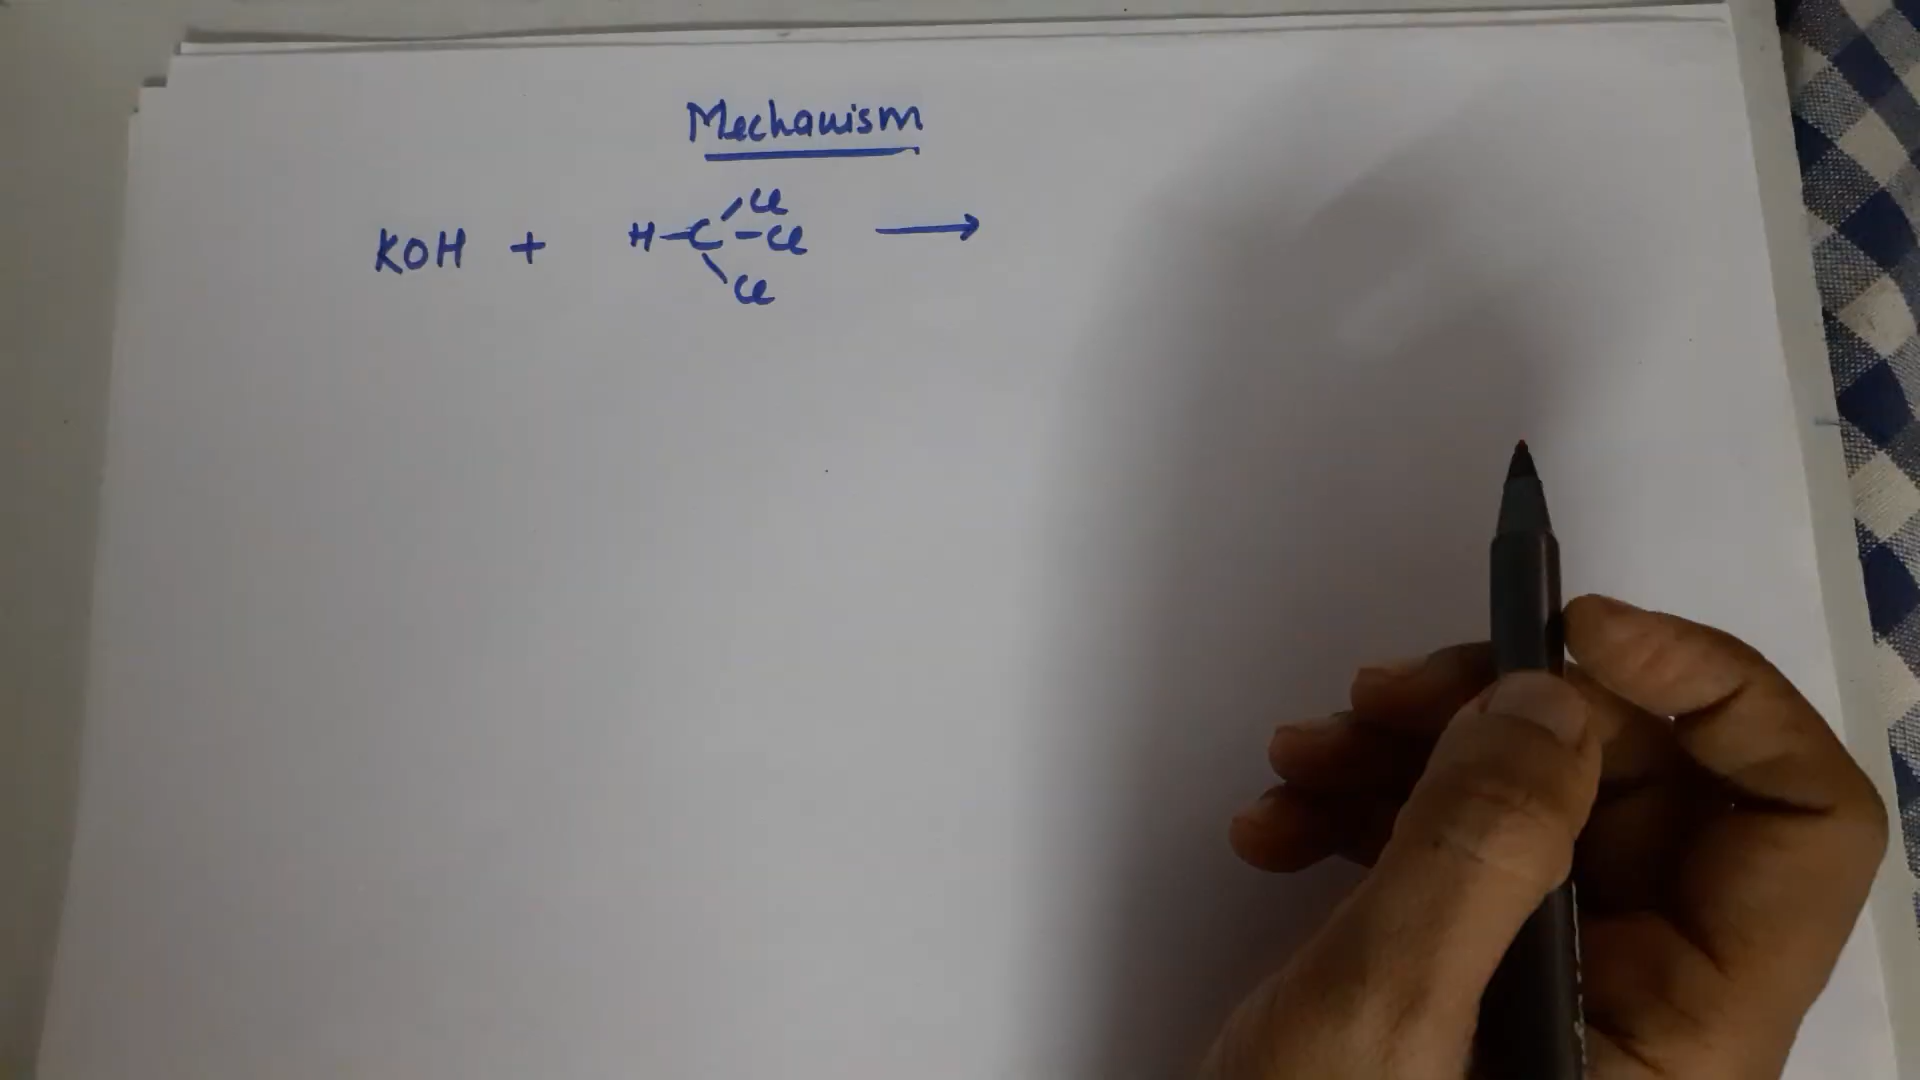 Mechanism
Cl
KOH + H-C-Cl →
Cl